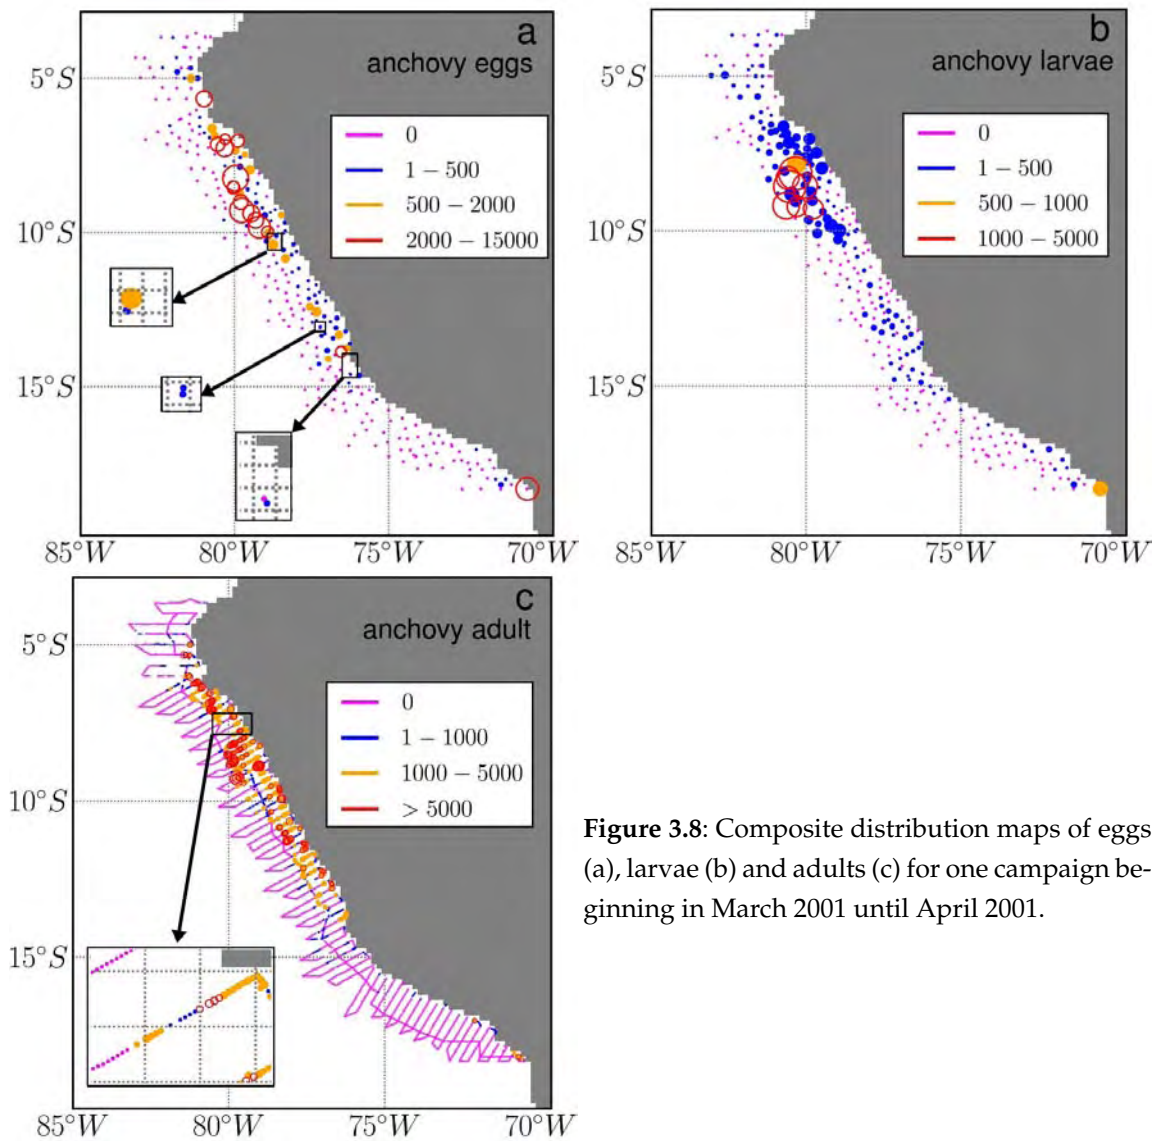 a
anchovy eggs
0
1 – 500
500 – 2000
2000 – 15000
5°S
10°S
15°S
85°W
80°W
75°W
70°W
b
anchovy larvae
0
1 – 500
500 – 1000
1000 – 5000
5°S
10°S
15°S
85°W
80°W
75°W
70°W
c
anchovy adult
0
1 – 1000
1000 – 5000
> 5000
5°S
10°S
15°S
85°W
80°W
75°W
70°W
Figure 3.8: Composite distribution maps of eggs
(a), larvae (b) and adults (c) for one campaign be-
ginning in March 2001 until April 2001.